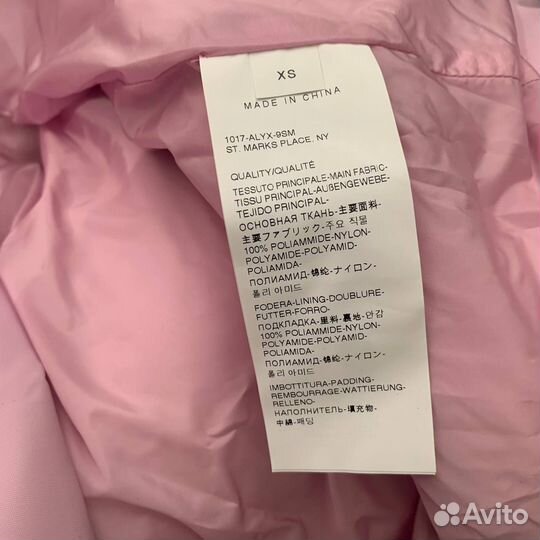 XS
MADE IN CHINA
1017-ALYX-9SM
ST. MARKS PLACE, NY
QUALITY/QUALITÉ
TESSUTO PRINCIPALE-MAIN FABRIC-
TISSU PRINCIPAL-AUßENGEWEBE-
TEJIDO PRINCIPAL-
ОСНОВНАЯ ТКАНЬ-主要面料-
主要ファブリック-주요 직물
100% POLIAMMIDE-NYLON-
POLYAMIDE-POLYAMID-
POLIAMIDA-
ПОЛИАМИД-锦纶-ナイロン-
폴리 아미드
FODERA-LINING-DOUBLURE-
FUTTER-FORRO-
ПОДКЛАДКА-里料-裏地-안감
100% POLIAMMIDE-NYLON-
POLYAMIDE-POLYAMID-
POLIAMIDA-
ПОЛИАМИД-锦纶-ナイロン-
폴리 아미드
IMBOTTITURA-PADDING-
REMBOURRAGE-WATTIERUNG-
RELLENO-
НАПОЛНИТЕЛЬ-填充物-
中綿-패딩
Avito